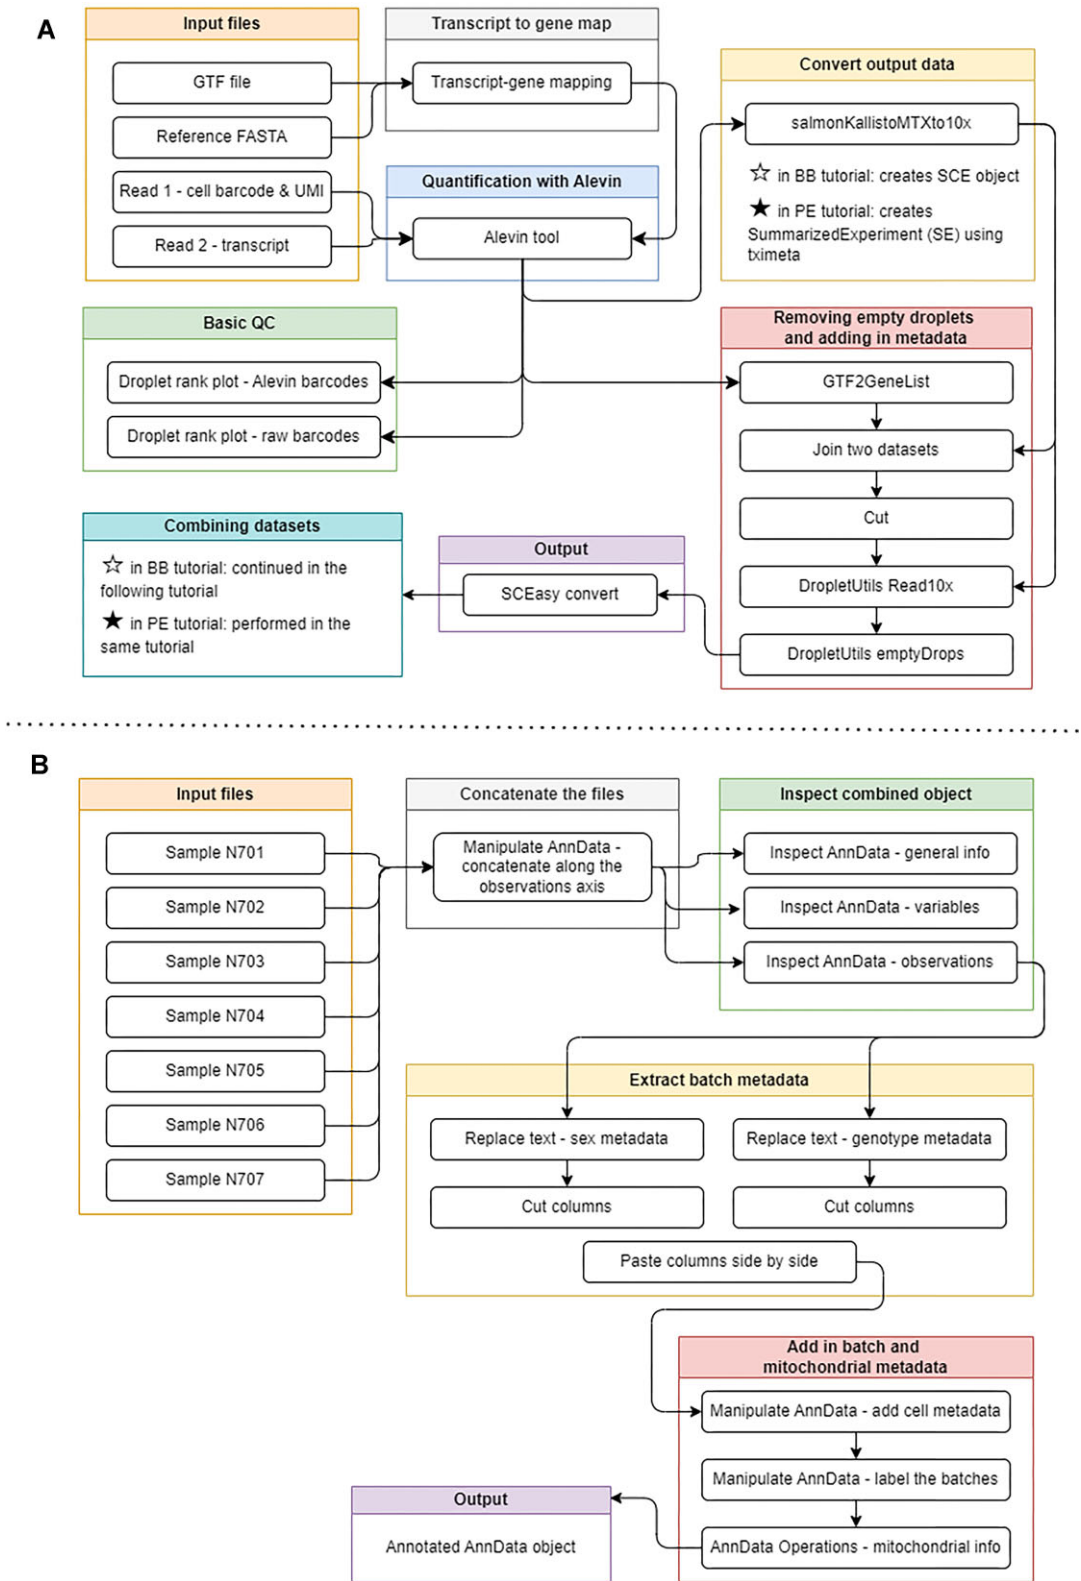 A
Input files
GTF file
Reference FASTA
Read 1 - cell barcode & UMI
Read 2 - transcript
Transcript to gene map
Transcript-gene mapping
Quantification with Alevin
Alevin tool
Convert output data
salmonKallistoMTXto10x
☆ in BB tutorial: creates SCE object
★ in PE tutorial: creates
SummarizedExperiment (SE) using
tximeta
Basic QC
Droplet rank plot - Alevin barcodes
Droplet rank plot - raw barcodes
Removing empty droplets
and adding in metadata
GTF2GeneList
Join two datasets
Cut
DropletUtils Read10x
DropletUtils emptyDrops
Output
SCEasy convert
Combining datasets
☆ in BB tutorial: continued in the
following tutorial
★ in PE tutorial: performed in the
same tutorial
B
Input files
Sample N701
Sample N702
Sample N703
Sample N704
Sample N705
Sample N706
Sample N707
Concatenate the files
Manipulate AnnData -
concatenate along the
observations axis
Inspect combined object
Inspect AnnData - general info
Inspect AnnData - variables
Inspect AnnData - observations
Extract batch metadata
Replace text - sex metadata
Replace text - genotype metadata
Cut columns
Cut columns
Paste columns side by side
Add in batch and
mitochondrial metadata
Manipulate AnnData - add cell metadata
Manipulate AnnData - label the batches
AnnData Operations - mitochondrial info
Output
Annotated AnnData object